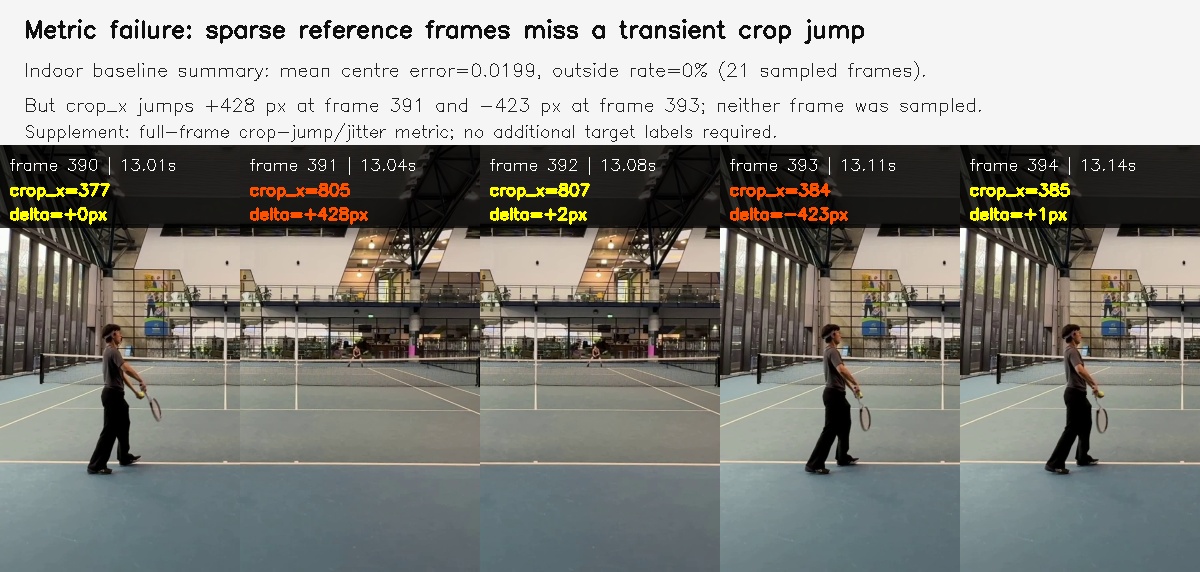 Metric failure: sparse reference frames miss a transient crop jump
Indoor baseline summary: mean centre error=0.0199, outside rate=0% (21 sampled frames).
But crop_x jumps +428 px at frame 391 and −423 px at frame 393; neither frame was sampled.
Supplement: full−frame crop−jump/jitter metric; no additional target labels required.
frame 390 | 13.01s
crop_x=377
delta=+0px
frame 391 | 13.04s
crop_x=805
delta=+428px
frame 392 | 13.08s
crop_x=807
delta=+2px
frame 393 | 13.11s
crop_x=384
delta=−423px
frame 394 | 13.14s
crop_x=385
delta=+1px